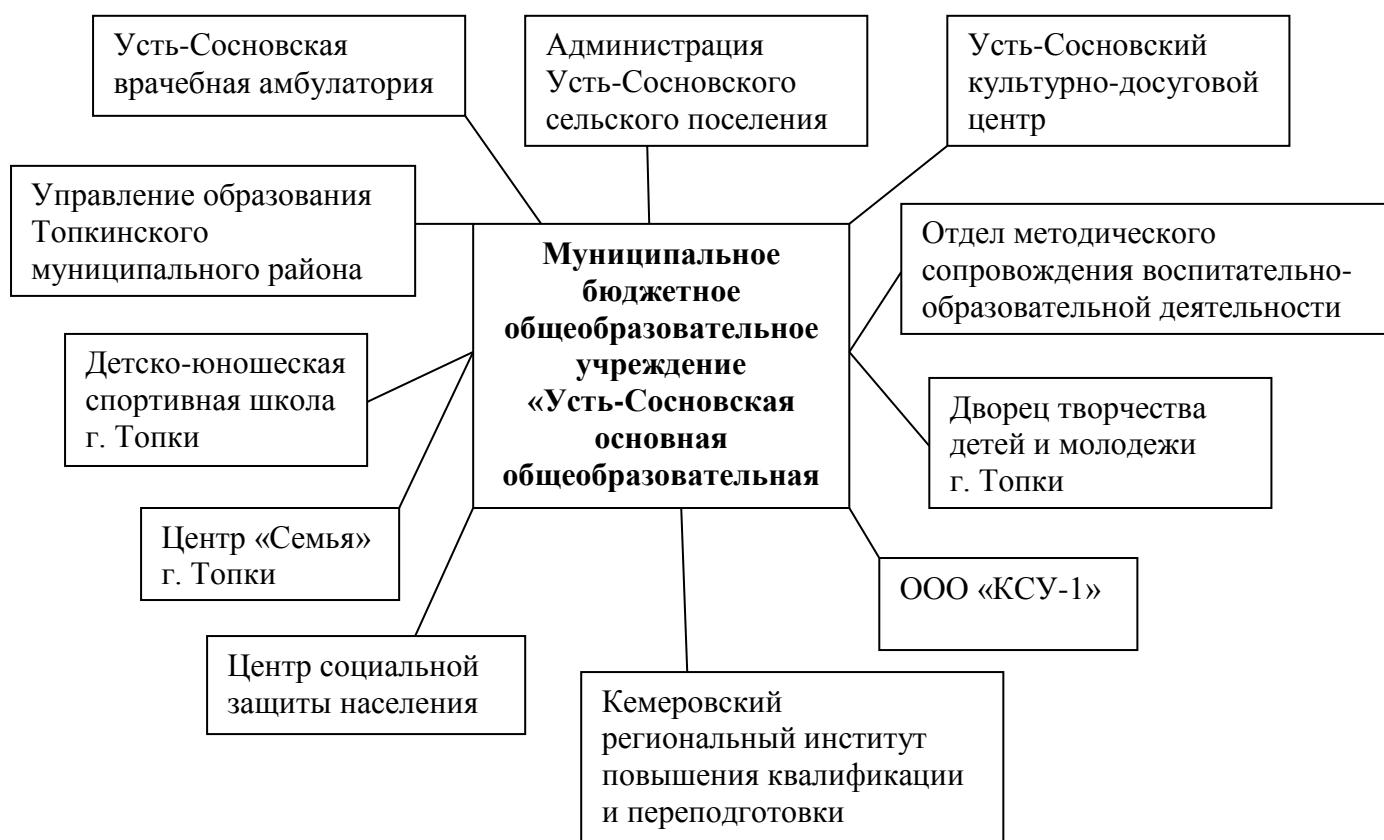 Усть-Сосновская
врачебная амбулатория
Администрация
Усть-Сосновского
сельского поселения
Усть-Сосновский
культурно-досуговой
центр
Управление образования
Топкинского
муниципального района
Муниципальное
бюджетное
общеобразовательное
учреждение
«Усть-Сосновская
основная
общеобразовательная
Отдел методического
сопровождения воспитательно-
образовательной деятельности
Детско-юношеская
спортивная школа
г. Топки
Дворец творчества
детей и молодежи
г. Топки
Центр «Семья»
г. Топки
ООО «КСУ-1»
Центр социальной
защиты населения
Кемеровский
региональный институт
повышения квалификации
и переподготовки